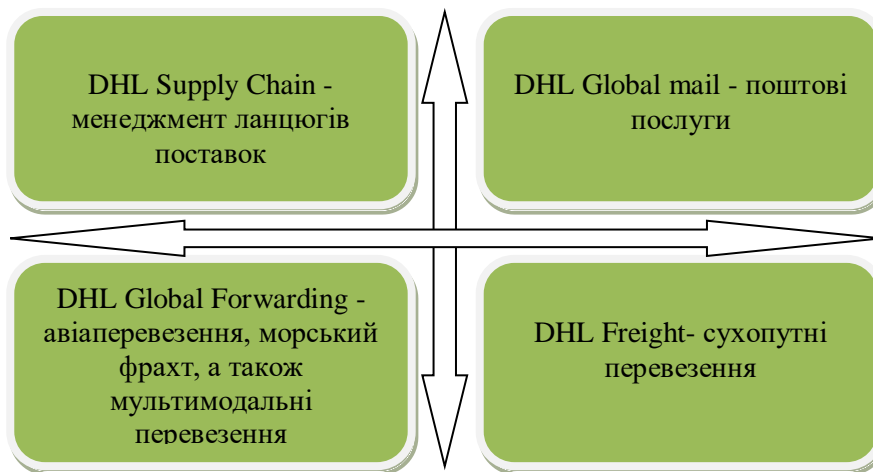 DHL Supply Chain -
менеджмент ланцюгів
поставок
DHL Global mail - поштові
послуги
DHL Global Forwarding -
авіаперевезення, морський
фрахт, а також
мультимодальні
перевезення
DHL Freight- сухопутні
перевезення